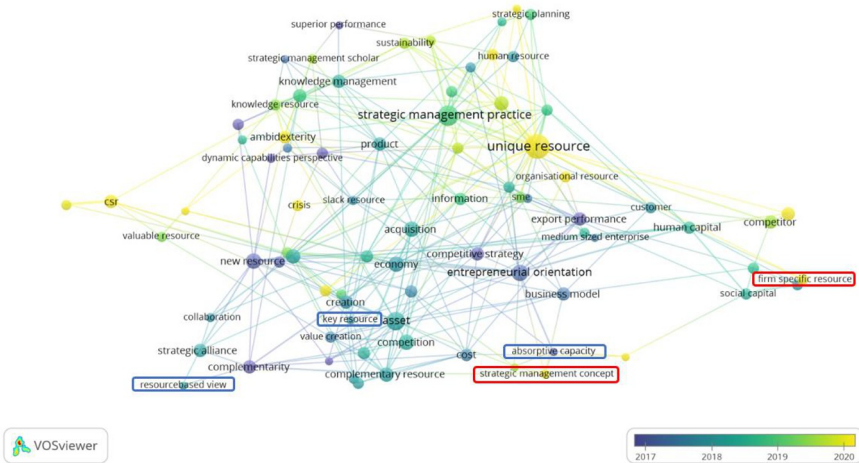 strategic planning
superior performance
sustainability
strategic management scholar
human resource
knowledge management
knowledge resource
strategic management practice
ambidexterity
product
unique resource
dynamic capabilities perspective
organisational resource
csr
crisis
slack resource
information
sme
customer
export performance
competitor
valuable resource
acquisition
medium sized enterprise
human capital
new resource
economy
competitive strategy
entrepreneurial orientation
firm specific resource
creation
business model
social capital
collaboration
key resource
asset
value creation
strategic alliance
competition
cost
absorptive capacity
complementarity
complementary resource
strategic management concept
resourcebased view
VOSviewer
2017 2018 2019 2020